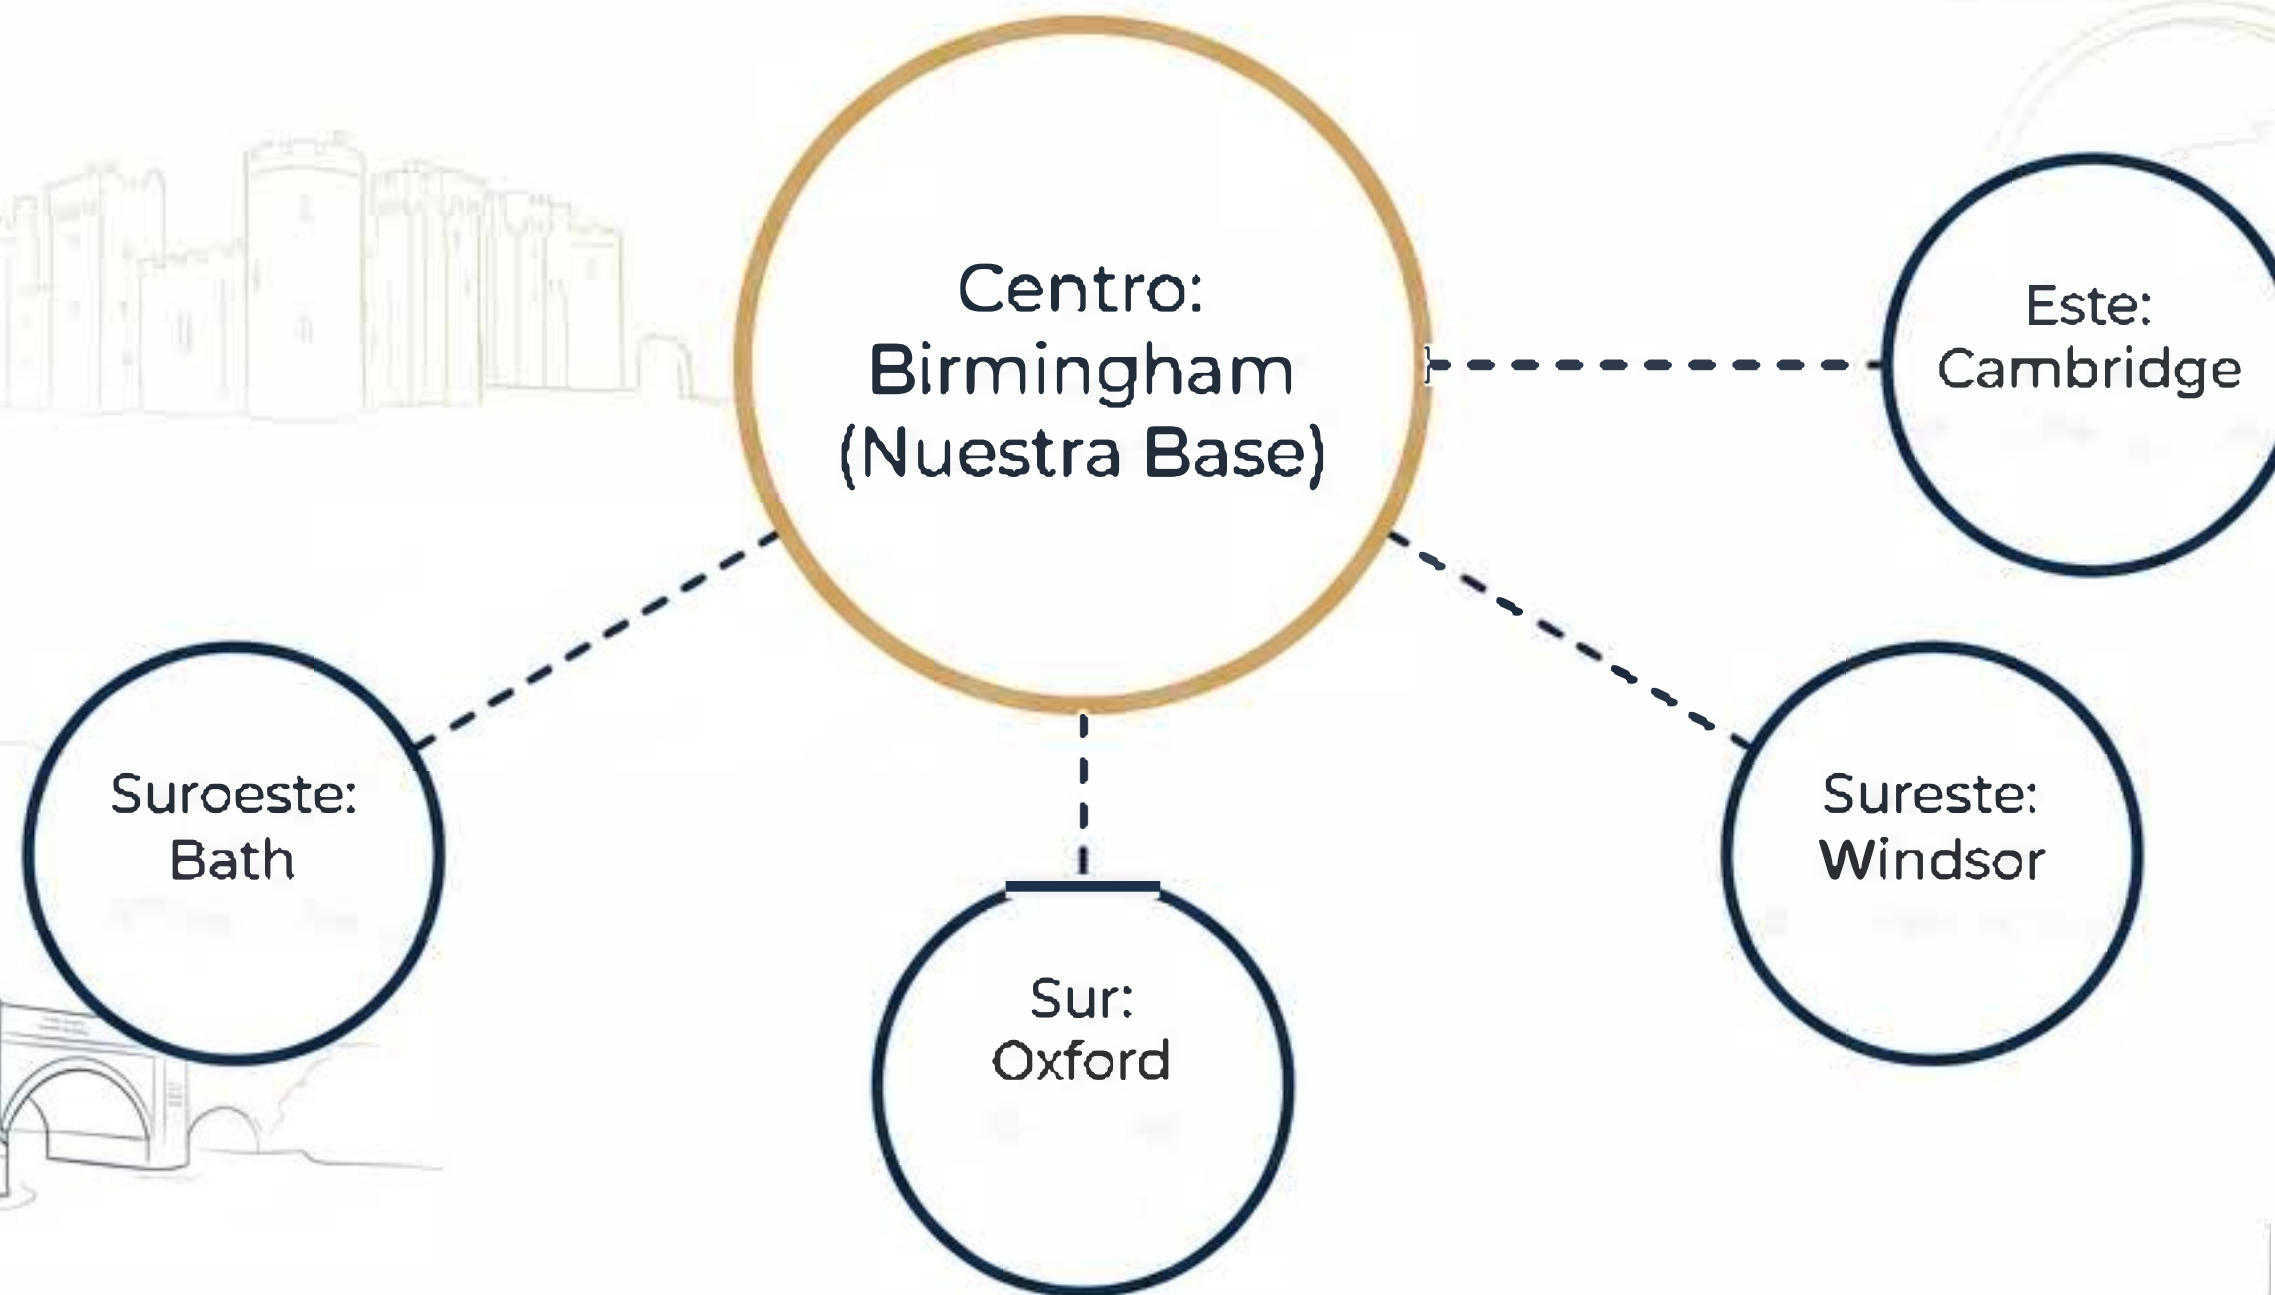 Centro:
Birmingham
(Nuestra Base)
Este:
Cambridge
Suroeste:
Bath
Sureste:
Windsor
Sur:
Oxford